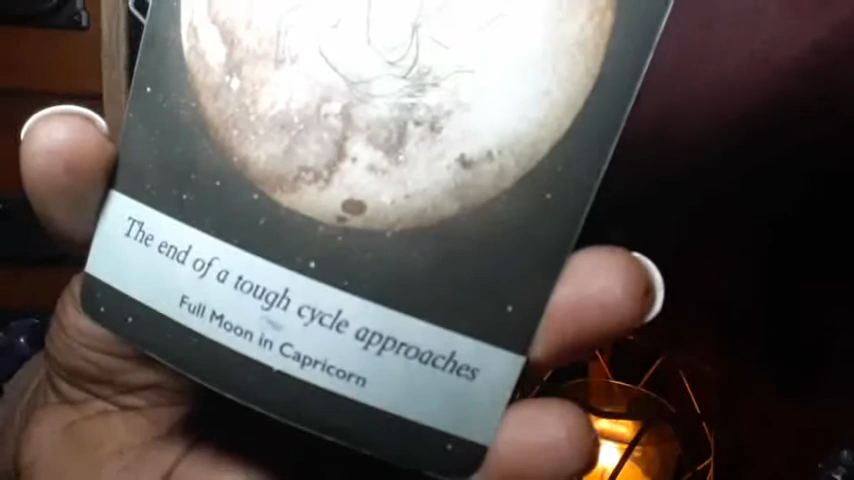 The end of a tough cycle approaches
Full Moon in Capricorn